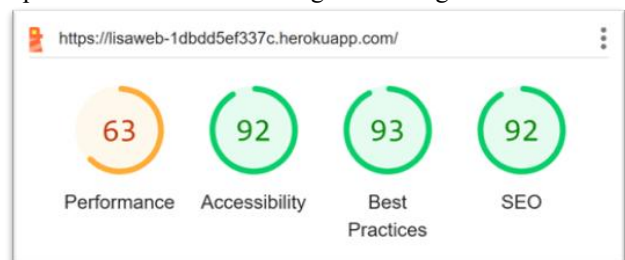 https://lisaweb-1dbdd5ef337c.herokuapp.com/
63 92 93 92
Performance Accessibility Best Practices SEO